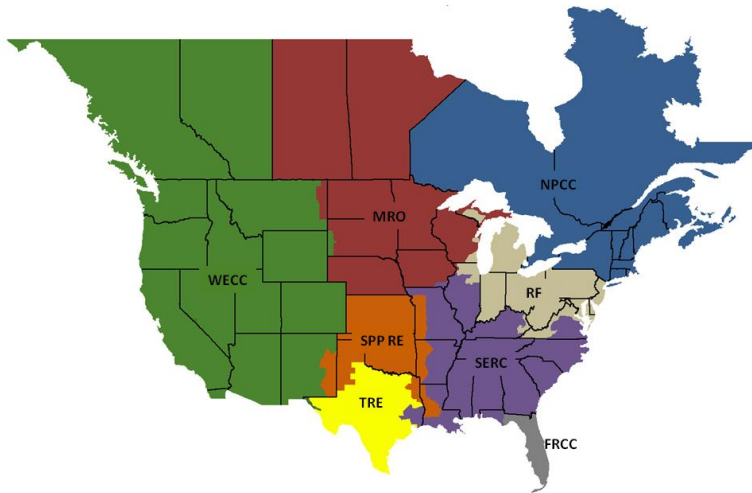 NPCC
MRO
WECC
RF
SPP RE
SERC
TRE
FRCC